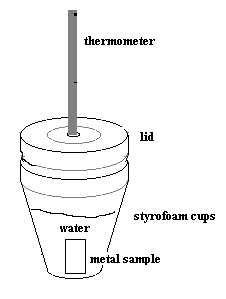 thermometer
lid
styrofoam cups
water
metal sample